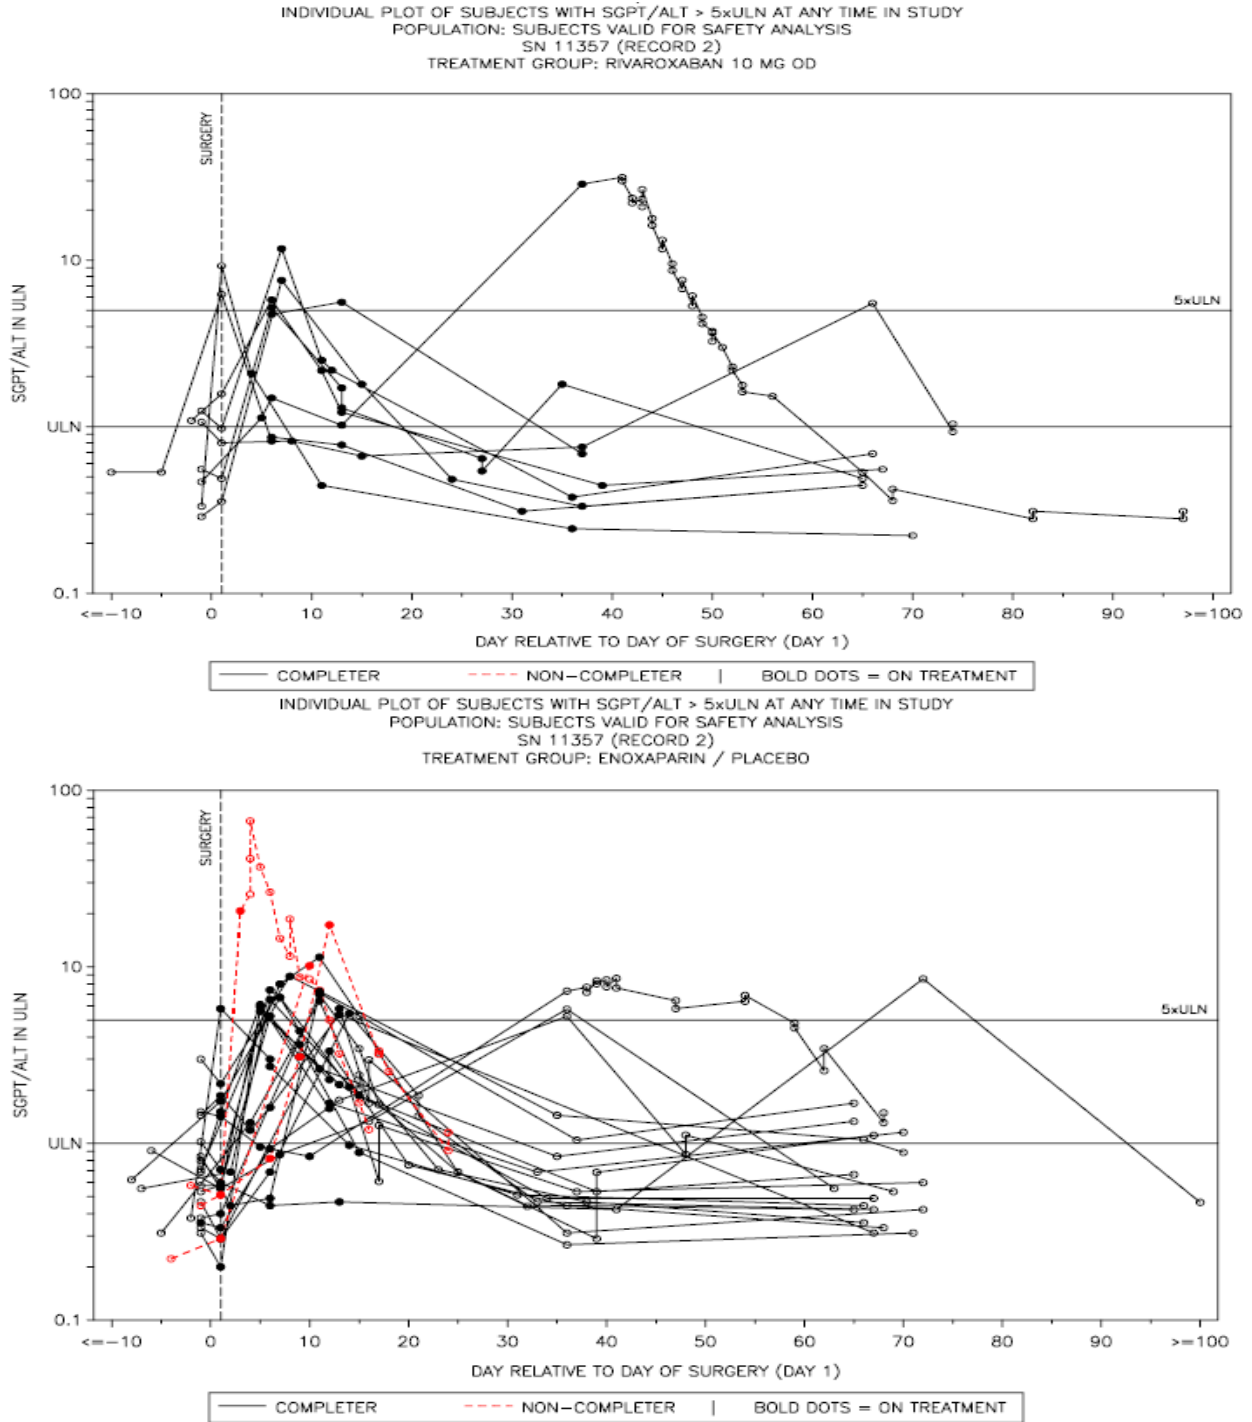 INDIVIDUAL PLOT OF SUBJECTS WITH SGPT/ALT > 5xULN AT ANY TIME IN STUDY
POPULATION: SUBJECTS VALID FOR SAFETY ANALYSIS
SN 11357 (RECORD 2)
TREATMENT GROUP: RIVAROXABAN 10 MG OD
100
SURGERY
10
5xULN
SGPT/ALT IN ULN
ULN
0.1
<=-10 0 10 20 30 40 50 60 70 80 90 >=100
DAY RELATIVE TO DAY OF SURGERY (DAY 1)
COMPLETER NON-COMPLETER | BOLD DOTS = ON TREATMENT
INDIVIDUAL PLOT OF SUBJECTS WITH SGPT/ALT > 5xULN AT ANY TIME IN STUDY
POPULATION: SUBJECTS VALID FOR SAFETY ANALYSIS
SN 11357 (RECORD 2)
TREATMENT GROUP: ENOXAPARIN / PLACEBO
100
SURGERY
10
5xULN
SGPT/ALT IN ULN
ULN
0.1
<=-10 0 10 20 30 40 50 60 70 80 90 >=100
DAY RELATIVE TO DAY OF SURGERY (DAY 1)
COMPLETER NON-COMPLETER | BOLD DOTS = ON TREATMENT